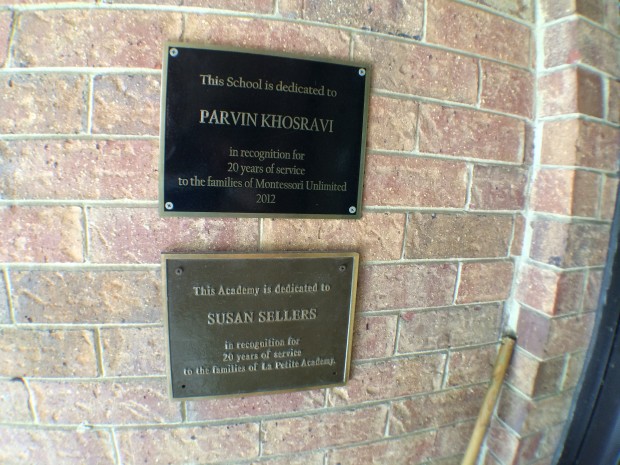 This School is dedicated to
PARVIN KHOSRAVI
in recognition for
20 years of service
to the families of Montessori Unlimited
2012
This Academy is dedicated to
SUSAN SELLERS
in recognition for
20 years of service
to the families of La Petite Academy.